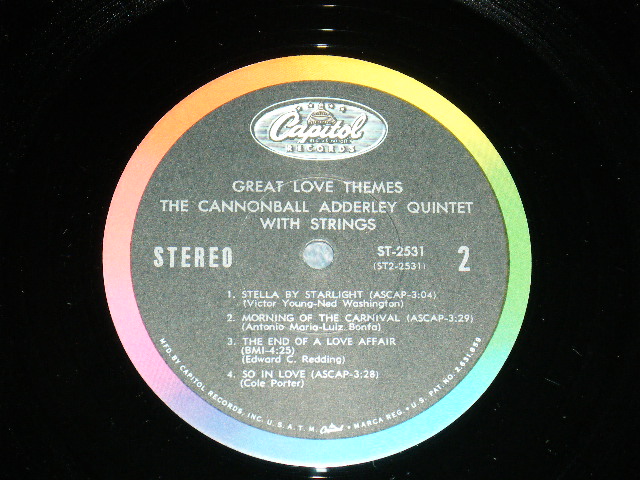 Capitol
RECORDS
GREAT LOVE THEMES
THE CANNONBALL ADDERLEY QUINTET
WITH STRINGS
STEREO
ST-2531
(ST2-2531)
2
1. STELLA BY STARLIGHT (ASCAP-3:04)
(Victor Young-Ned Washington)
2. MORNING OF THE CARNIVAL (ASCAP-3:29)
(Antonio Maria-Luiz Bonfa)
3. THE END OF A LOVE AFFAIR
(BMI-4:25)
(Edward C. Redding)
4. SO IN LOVE (ASCAP-3:28)
(Cole Porter)
MFD. BY CAPITOL RECORDS, INC. U.S.A. T.M. Capitol • MARCA REG. • U.S. PAT. NO. 2,631,859